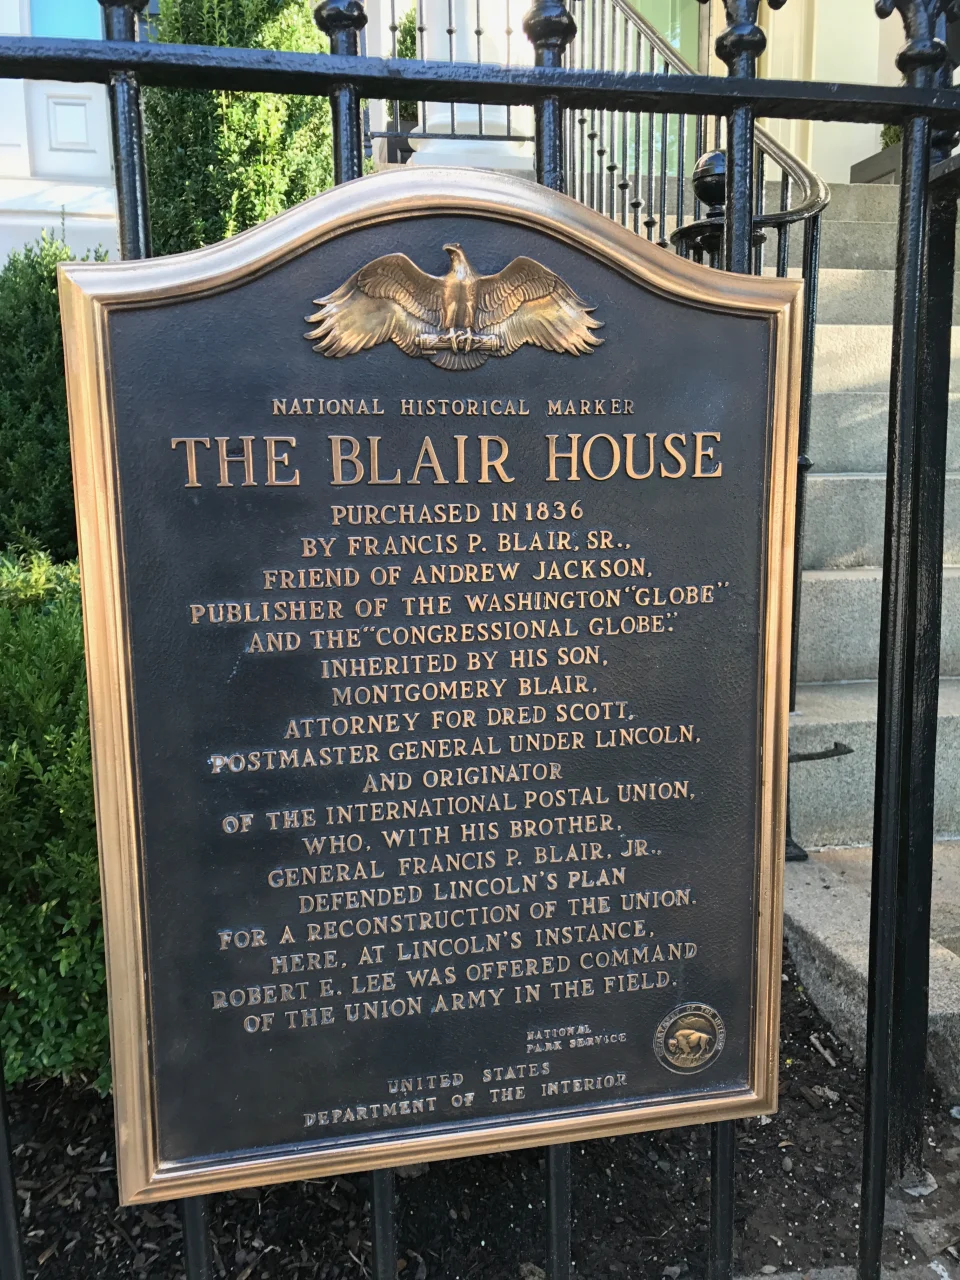 NATIONAL HISTORICAL MARKER
THE BLAIR HOUSE
PURCHASED IN 1836
BY FRANCIS P. BLAIR, SR.,
FRIEND OF ANDREW JACKSON,
PUBLISHER OF THE WASHINGTON "GLOBE"
AND THE "CONGRESSIONAL GLOBE."
INHERITED BY HIS SON,
MONTGOMERY BLAIR,
ATTORNEY FOR DRED SCOTT,
POSTMASTER GENERAL UNDER LINCOLN,
AND ORIGINATOR
OF THE INTERNATIONAL POSTAL UNION,
WHO, WITH HIS BROTHER,
GENERAL FRANCIS P. BLAIR, JR.,
DEFENDED LINCOLN'S PLAN
FOR A RECONSTRUCTION OF THE UNION.
HERE, AT LINCOLN'S INSTANCE,
ROBERT E. LEE WAS OFFERED COMMAND
OF THE UNION ARMY IN THE FIELD.
NATIONAL
PARK SERVICE
UNITED STATES
DEPARTMENT OF THE INTERIOR